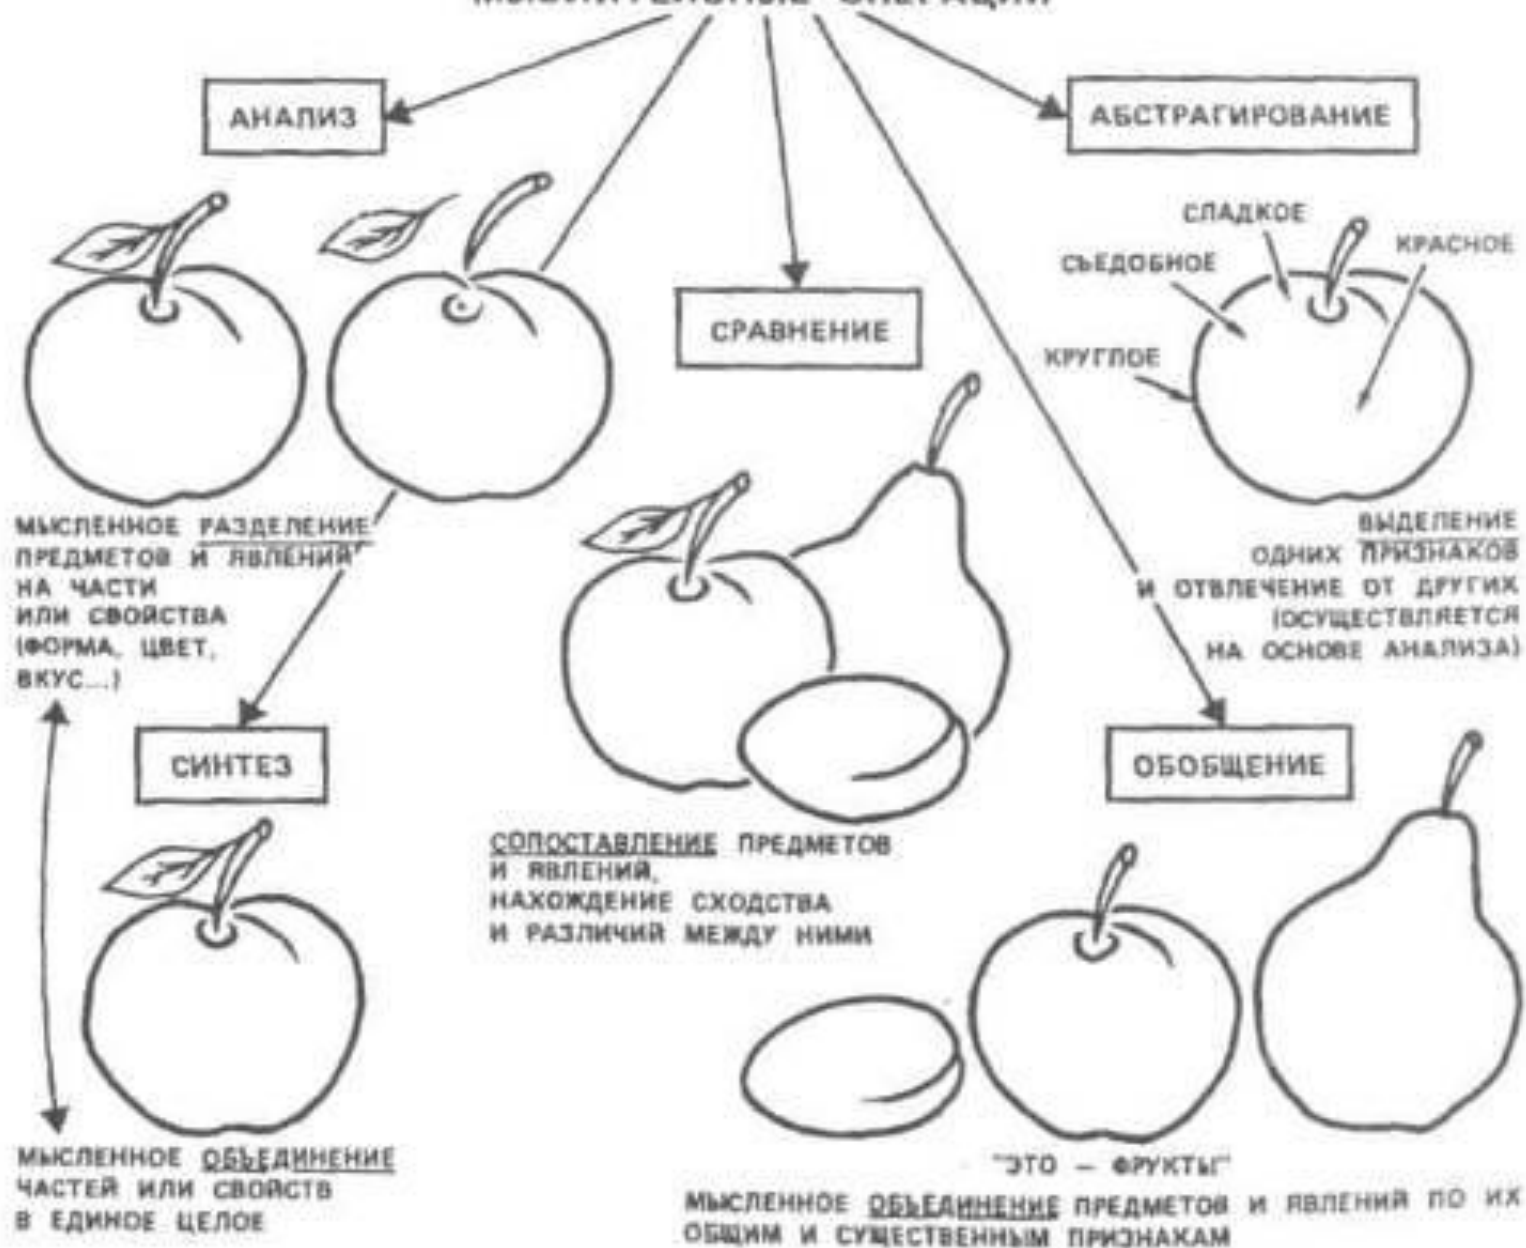 МЫСЛИТЕЛЬНЫЕ ОПЕРАЦИИ
АНАЛИЗ
АБСТРАГИРОВАНИЕ
СЛАДКОЕ
КРАСНОЕ
СЪЕДОБНОЕ
КРУГЛОЕ
СРАВНЕНИЕ
МЫСЛЕННОЕ РАЗДЕЛЕНИЕ
ПРЕДМЕТОВ И ЯВЛЕНИЙ
НА ЧАСТИ
ИЛИ СВОЙСТВА
(ФОРМА, ЦВЕТ,
ВКУС...)
ВЫДЕЛЕНИЕ
ОДНИХ ПРИЗНАКОВ
И ОТВЛЕЧЕНИЕ ОТ ДРУГИХ
(ОСУЩЕСТВЛЯЕТСЯ
НА ОСНОВЕ АНАЛИЗА)
СИНТЕЗ
ОБОБЩЕНИЕ
СОПОСТАВЛЕНИЕ ПРЕДМЕТОВ
И ЯВЛЕНИЙ,
НАХОЖДЕНИЕ СХОДСТВА
И РАЗЛИЧИЙ МЕЖДУ НИМИ
МЫСЛЕННОЕ ОБЪЕДИНЕНИЕ
ЧАСТЕЙ ИЛИ СВОЙСТВ
В ЕДИНОЕ ЦЕЛОЕ
"ЭТО – ФРУКТЫ"
МЫСЛЕННОЕ ОБЪЕДИНЕНИЕ ПРЕДМЕТОВ И ЯВЛЕНИЙ ПО ИХ
ОБЩИМ И СУЩЕСТВЕННЫМ ПРИЗНАКАМ